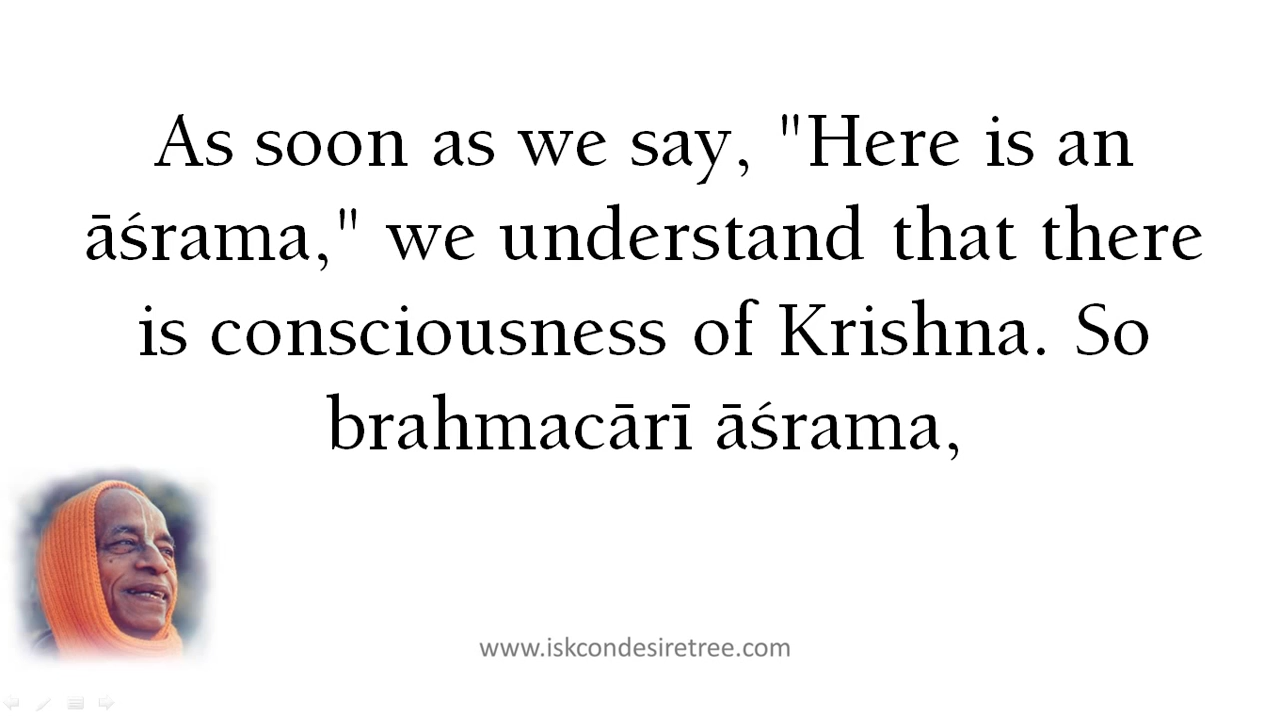 As soon as we say, "Here is an
āśrama," we understand that there
is consciousness of Krishna. So
brahmacārī āśrama,
www.iskcondesiretree.com